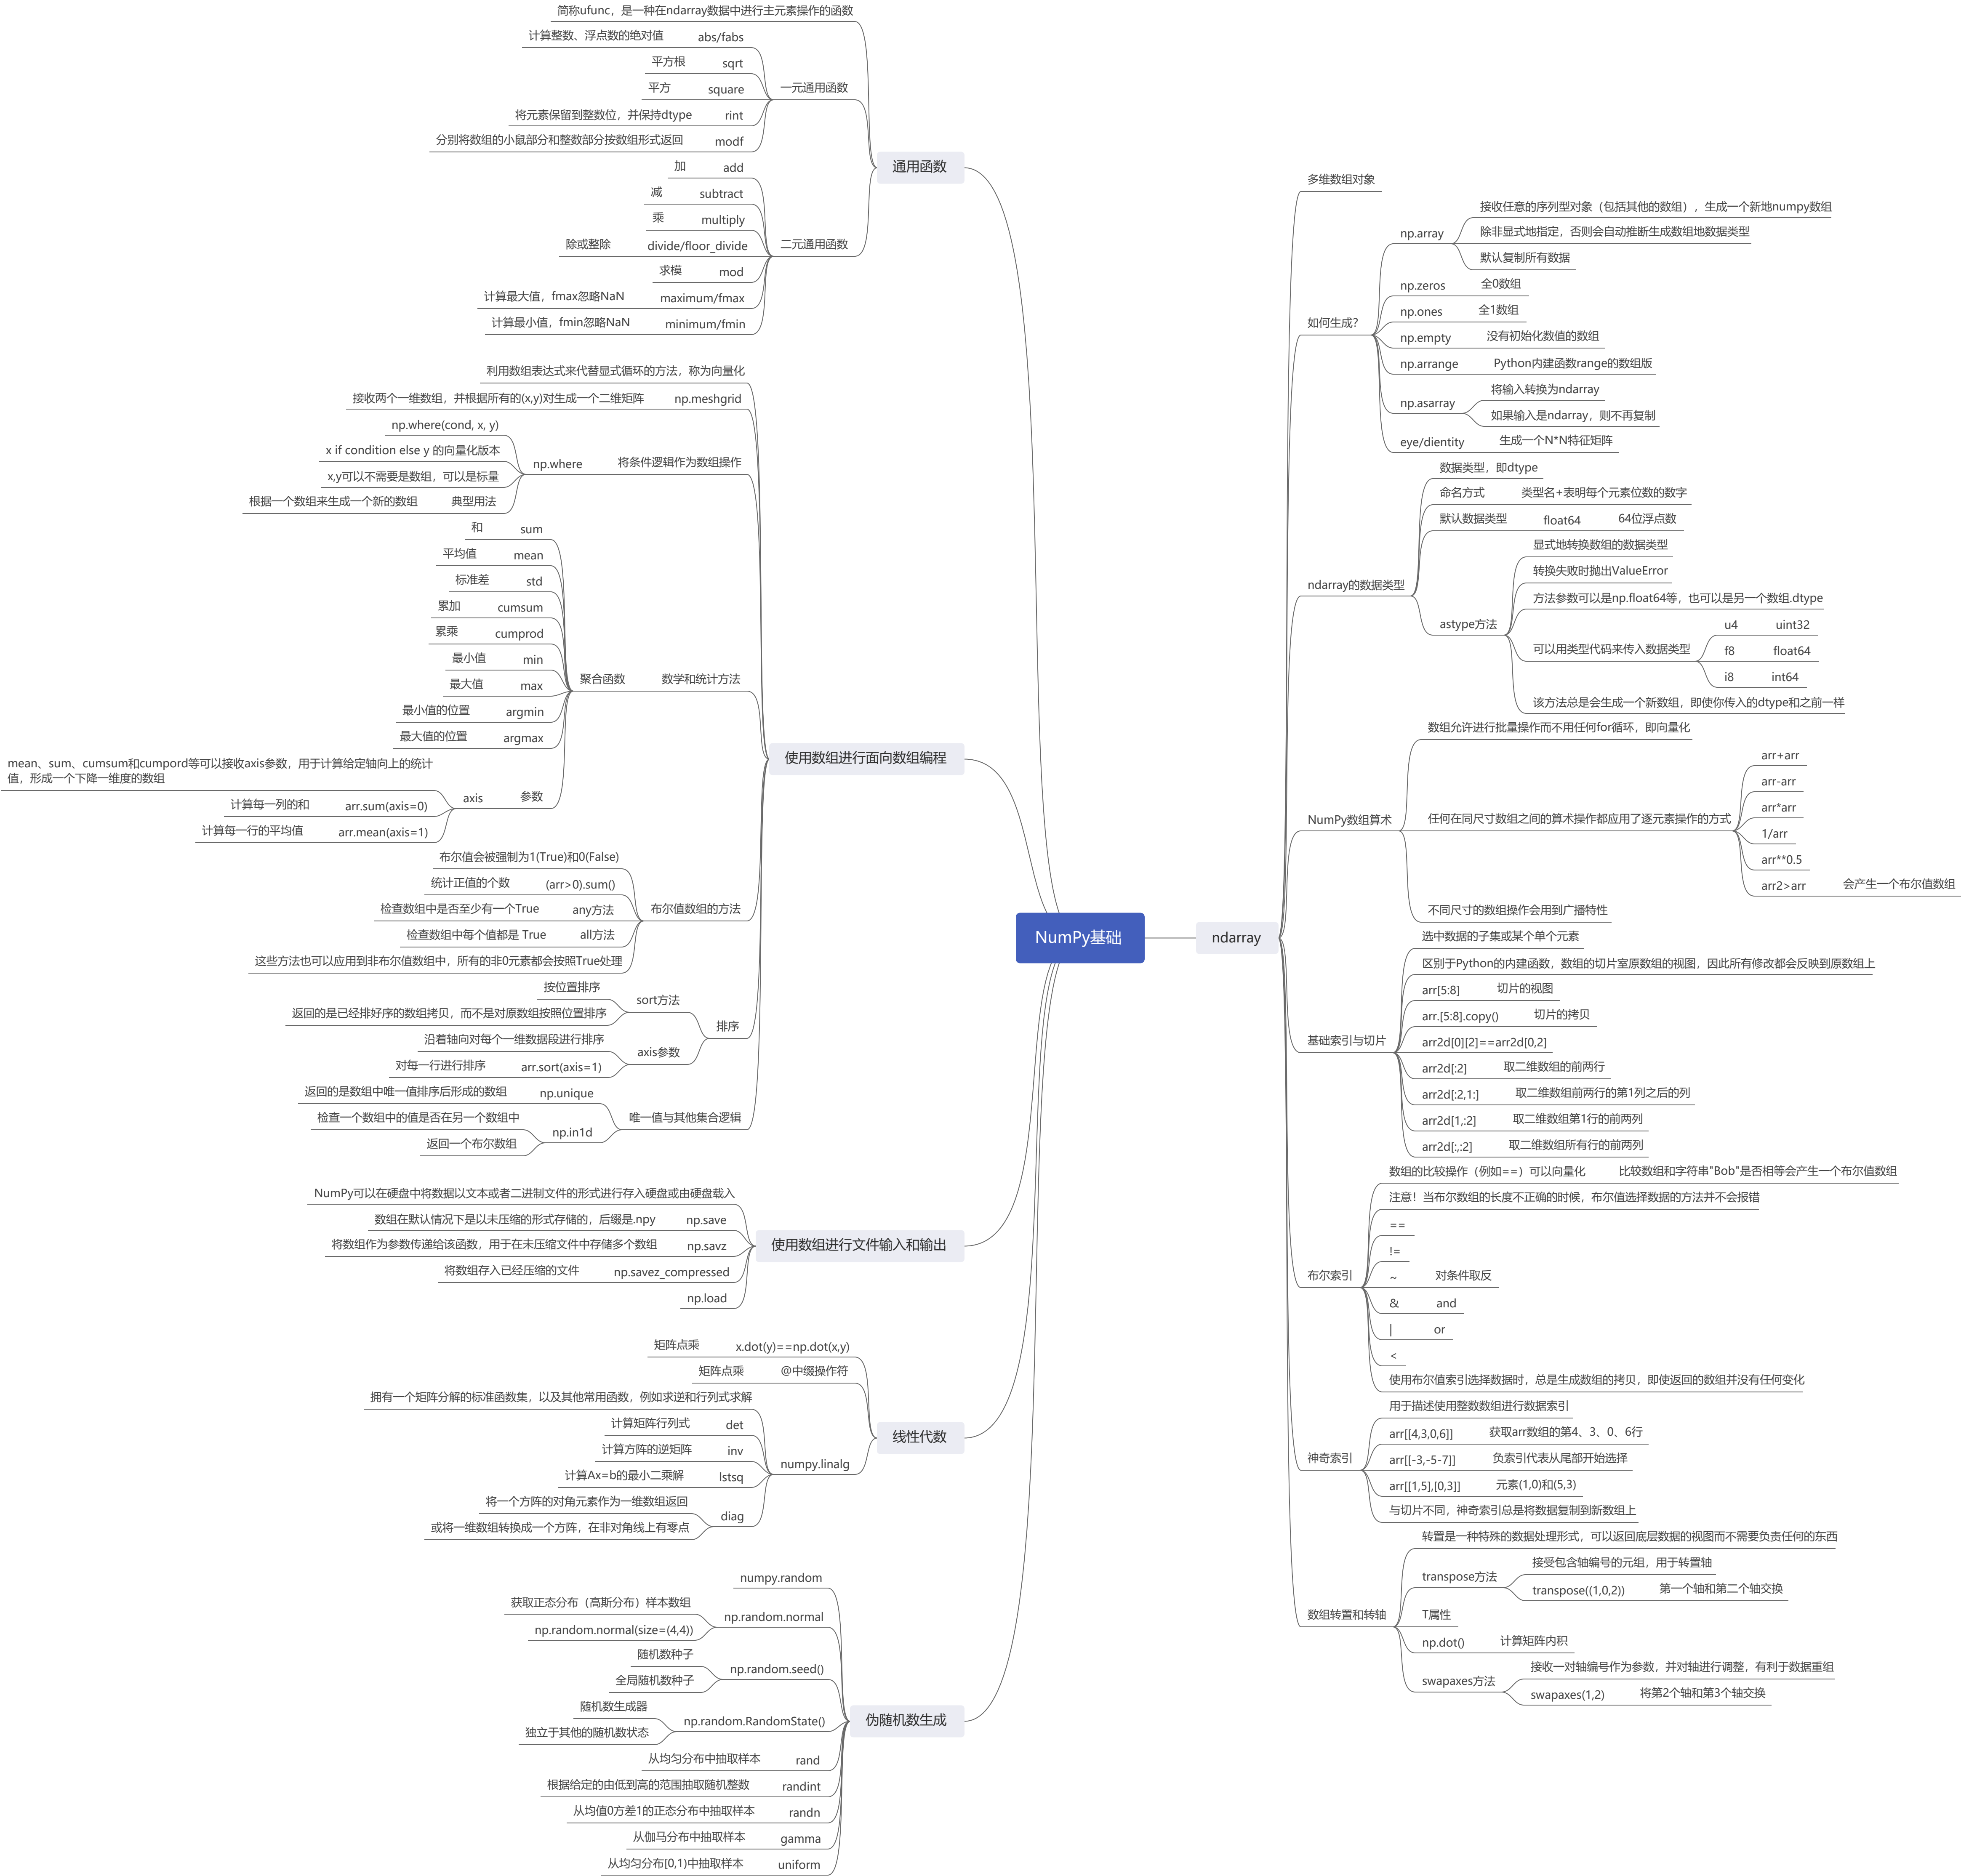 NumPy基础
通用函数
简称ufunc，是一种在ndarray数据中进行主元素操作的函数
一元通用函数
计算整数、浮点数的绝对值 abs/fabs
平方根 sqrt
平方 square
将元素保留到整数位，并保持dtype rint
分别将数组的小鼠部分和整数部分按数组形式返回 modf
二元通用函数
加 add
减 subtract
乘 multiply
除或整除 divide/floor_divide
求模 mod
计算最大值，fmax忽略NaN maximum/fmax
计算最小值，fmin忽略NaN minimum/fmin
使用数组进行面向数组编程
利用数组表达式来代替显式循环的方法，称为向量化
接收两个一维数组，并根据所有的(x,y)对生成一个二维矩阵 np.meshgrid
np.where 将条件逻辑作为数组操作
np.where(cond, x, y)
x if condition else y 的向量化版本
x,y可以不需要是数组，可以是标量
根据一个数组来生成一个新的数组 典型用法
聚合函数 数学和统计方法
和 sum
平均值 mean
标准差 std
累加 cumsum
累乘 cumprod
最小值 min
最大值 max
最小值的位置 argmin
最大值的位置 argmax
axis 参数
mean、sum、cumsum和cumpord等可以接收axis参数，用于计算给定轴向上的统计
值，形成一个下降一维度的数组
计算每一列的和 arr.sum(axis=0)
计算每一行的平均值 arr.mean(axis=1)
布尔值数组的方法
布尔值会被强制为1(True)和0(False)
统计正值的个数 (arr>0).sum()
检查数组中是否至少有一个True any方法
检查数组中每个值都是 True all方法
这些方法也可以应用到非布尔值数组中，所有的非0元素都会按照True处理
排序
sort方法
按位置排序
返回的是已经排好序的数组拷贝，而不是对原数组按照位置排序
axis参数
沿着轴向对每个一维数据段进行排序
对每一行进行排序 arr.sort(axis=1)
唯一值与其他集合逻辑
返回的是数组中唯一值排序后形成的数组 np.unique
np.in1d
检查一个数组中的值是否在另一个数组中
返回一个布尔数组
使用数组进行文件输入和输出
NumPy可以在硬盘中将数据以文本或者二进制文件的形式进行存入硬盘或由硬盘载入
数组在默认情况下是以未压缩的形式存储的，后缀是.npy np.save
将数组作为参数传递给该函数，用于在未压缩文件中存储多个数组 np.savz
将数组存入已经压缩的文件 np.savez_compressed
np.load
线性代数
矩阵点乘 x.dot(y)==np.dot(x,y)
矩阵点乘 @中缀操作符
numpy.linalg
拥有一个矩阵分解的标准函数集，以及其他常用函数，例如求逆和行列式求解
计算矩阵行列式 det
计算方阵的逆矩阵 inv
计算Ax=b的最小二乘解 lstsq
diag
将一个方阵的对角元素作为一维数组返回
或将一维数组转换成一个方阵，在非对角线上有零点
伪随机数生成
numpy.random
np.random.normal
获取正态分布（高斯分布）样本数组
np.random.normal(size=(4,4))
np.random.seed()
随机数种子
全局随机数种子
np.random.RandomState()
随机数生成器
独立于其他的随机数状态
从均匀分布中抽取样本 rand
根据给定的由低到高的范围抽取随机整数 randint
从均值0方差1的正态分布中抽取样本 randn
从伽马分布中抽取样本 gamma
从均匀分布[0,1)中抽取样本 uniform
ndarray
多维数组对象
如何生成？
np.array
接收任意的序列型对象（包括其他的数组），生成一个新地numpy数组
除非显式地指定，否则会自动推断生成数组地数据类型
默认复制所有数据
np.zeros 全0数组
np.ones 全1数组
np.empty 没有初始化数值的数组
np.arrange Python内建函数range的数组版
np.asarray
将输入转换为ndarray
如果输入是ndarray，则不再复制
eye/dientity 生成一个N*N特征矩阵
ndarray的数据类型
数据类型，即dtype
命名方式 类型名+表明每个元素位数的数字
默认数据类型 float64 64位浮点数
astype方法
显式地转换数组的数据类型
转换失败时抛出ValueError
方法参数可以是np.float64等，也可以是另一个数组.dtype
可以用类型代码来传入数据类型
u4 uint32
f8 float64
i8 int64
该方法总是会生成一个新数组，即使你传入的dtype和之前一样
NumPy数组算术
数组允许进行批量操作而不用任何for循环，即向量化
任何在同尺寸数组之间的算术操作都应用了逐元素操作的方式
arr+arr
arr-arr
arr*arr
1/arr
arr**0.5
arr2>arr 会产生一个布尔值数组
不同尺寸的数组操作会用到广播特性
基础索引与切片
选中数据的子集或某个单个元素
区别于Python的内建函数，数组的切片室原数组的视图，因此所有修改都会反映到原数组上
arr[5:8] 切片的视图
arr.[5:8].copy() 切片的拷贝
arr2d[0][2]==arr2d[0,2]
arr2d[:2] 取二维数组的前两行
arr2d[:2,1:] 取二维数组前两行的第1列之后的列
arr2d[1,:2] 取二维数组第1行的前两列
arr2d[:,:2] 取二维数组所有行的前两列
布尔索引
数组的比较操作（例如==）可以向量化 比较数组和字符串"Bob"是否相等会产生一个布尔值数组
注意！当布尔数组的长度不正确的时候，布尔值选择数据的方法并不会报错
==
!=
~ 对条件取反
& and
| or
<
使用布尔值索引选择数据时，总是生成数组的拷贝，即使返回的数组并没有任何变化
神奇索引
用于描述使用整数数组进行数据索引
arr[[4,3,0,6]] 获取arr数组的第4、3、0、6行
arr[[-3,-5-7]] 负索引代表从尾部开始选择
arr[[1,5],[0,3]] 元素(1,0)和(5,3)
与切片不同，神奇索引总是将数据复制到新数组上
数组转置和转轴
转置是一种特殊的数据处理形式，可以返回底层数据的视图而不需要负责任何的东西
transpose方法
接受包含轴编号的元组，用于转置轴
transpose((1,0,2)) 第一个轴和第二个轴交换
T属性
np.dot() 计算矩阵内积
swapaxes方法
接收一对轴编号作为参数，并对轴进行调整，有利于数据重组
swapaxes(1,2) 将第2个轴和第3个轴交换